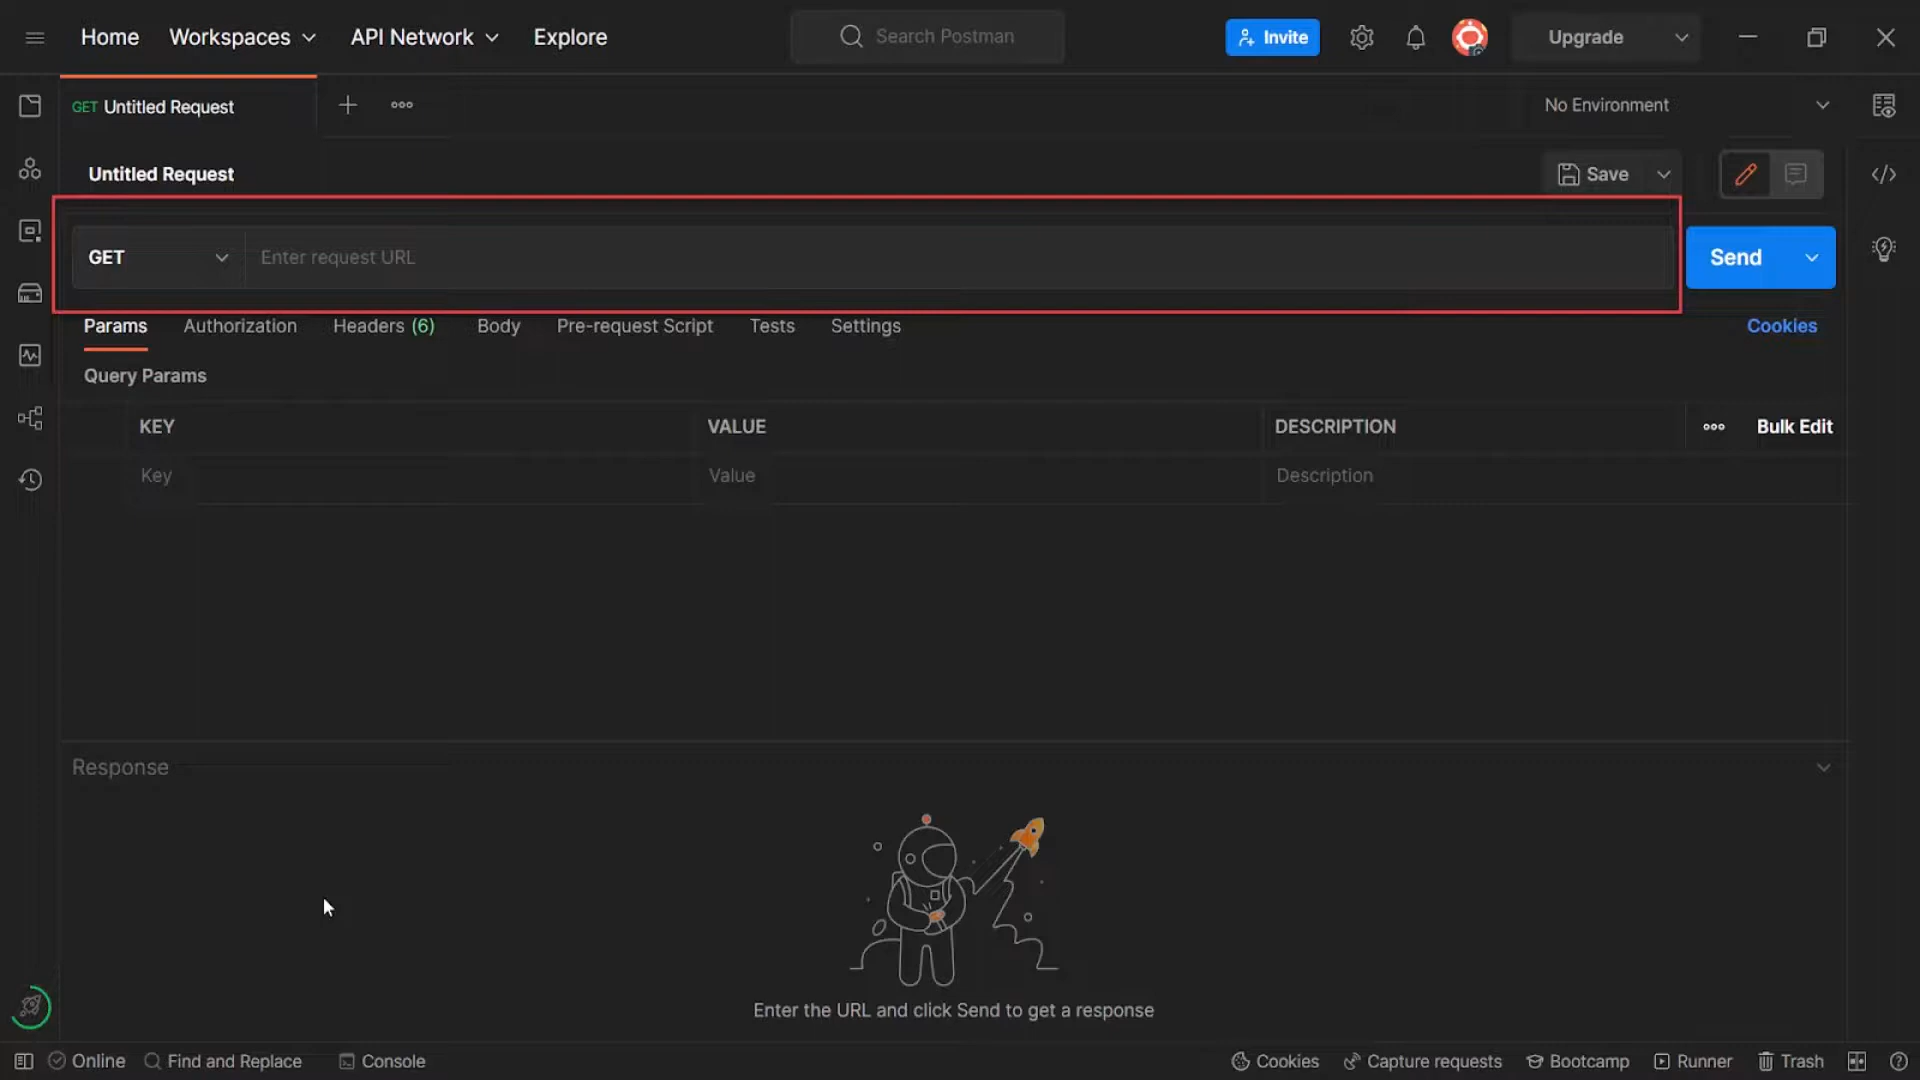 Home Workspaces API Network Explore Search Postman Invite Upgrade
GET Untitled Request No Environment
Untitled Request Save
GET Enter request URL Send
Params Authorization Headers (6) Body Pre-request Script Tests Settings Cookies
Query Params
KEY VALUE DESCRIPTION Bulk Edit
Key Value Description
Response
Enter the URL and click Send to get a response
Online Find and Replace Console Cookies Capture requests Bootcamp Runner Trash